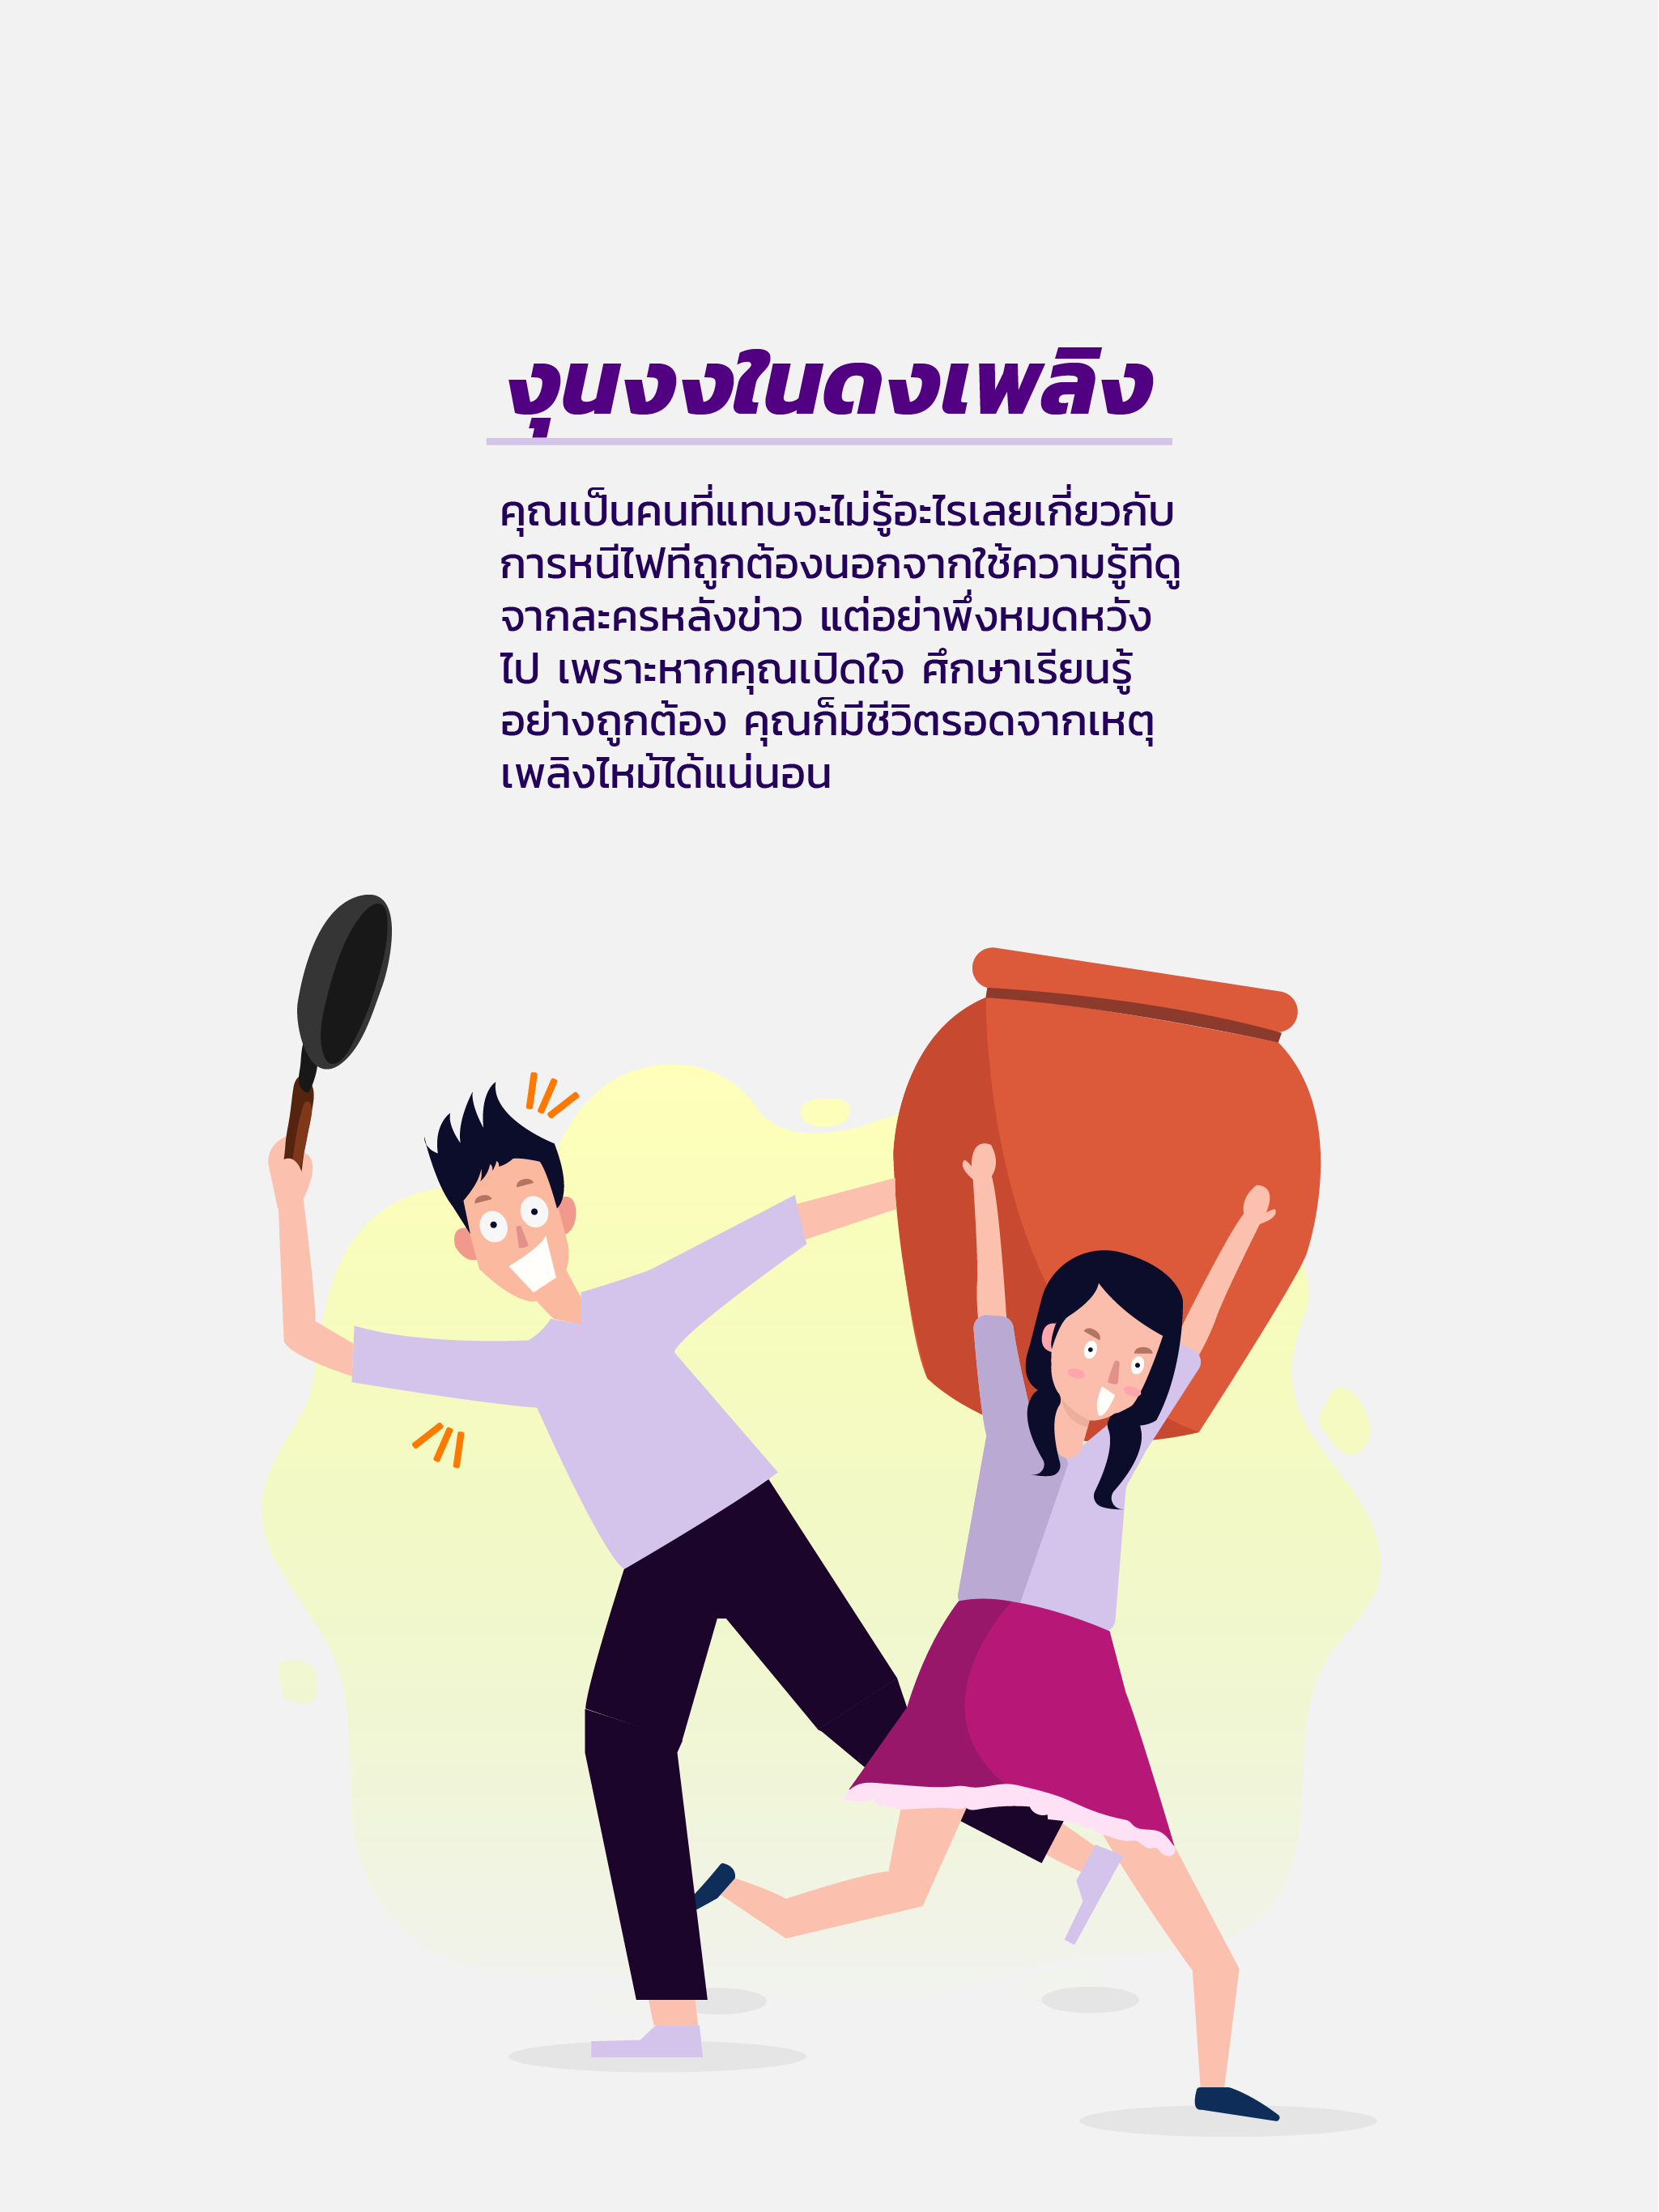 งุนงงในดงเพลิง
คุณเป็นคนที่แทบจะไม่รู้อะไรเลยเกี่ยวกับ
การหนีไฟที่ถูกต้องนอกจากใช้ความรู้ที่ดู
จากละครหลังข่าว แต่อย่าพึ่งหมดหวัง
ไป เพราะหากคุณเปิดใจ ศึกษาเรียนรู้
อย่างถูกต้อง คุณก็มีชีวิตรอดจากเหตุ
เพลิงไหม้ได้แน่นอน